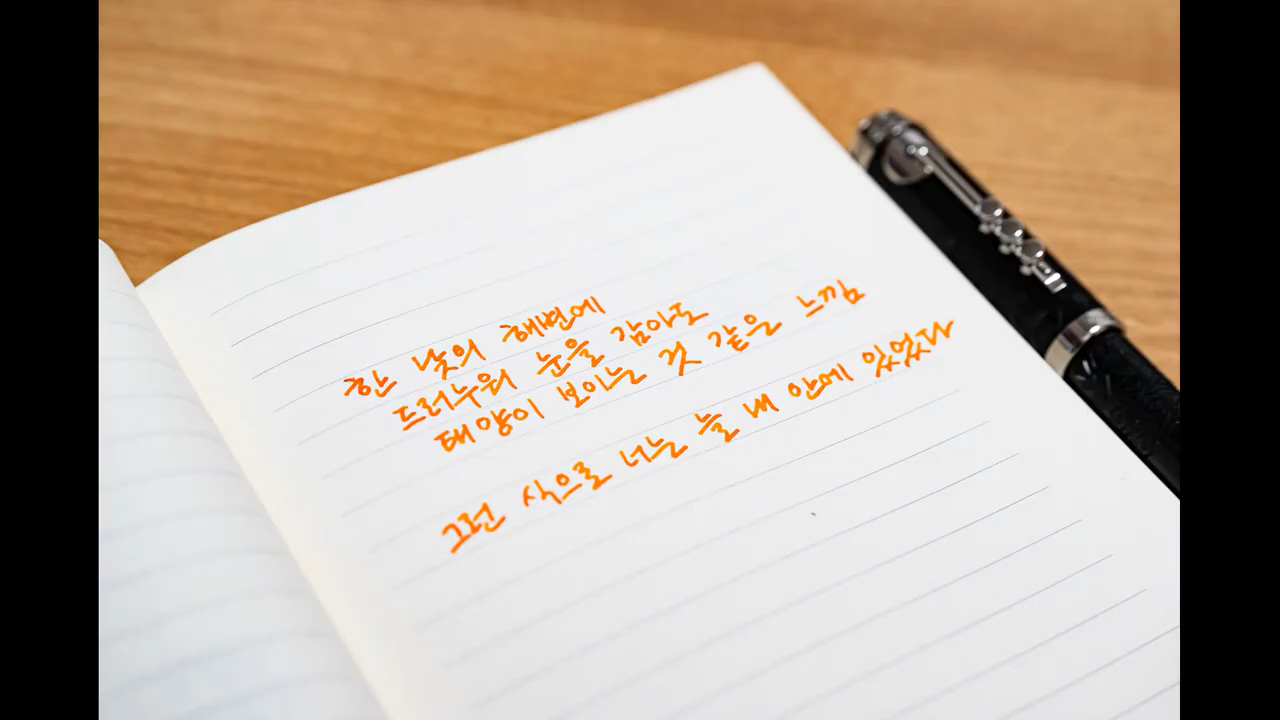 한 낮의 해변에
드러누워 눈을 감아도
태양이 보이는 것 같은 느낌
그런 식으로 너는 늘 내 안에 있었다